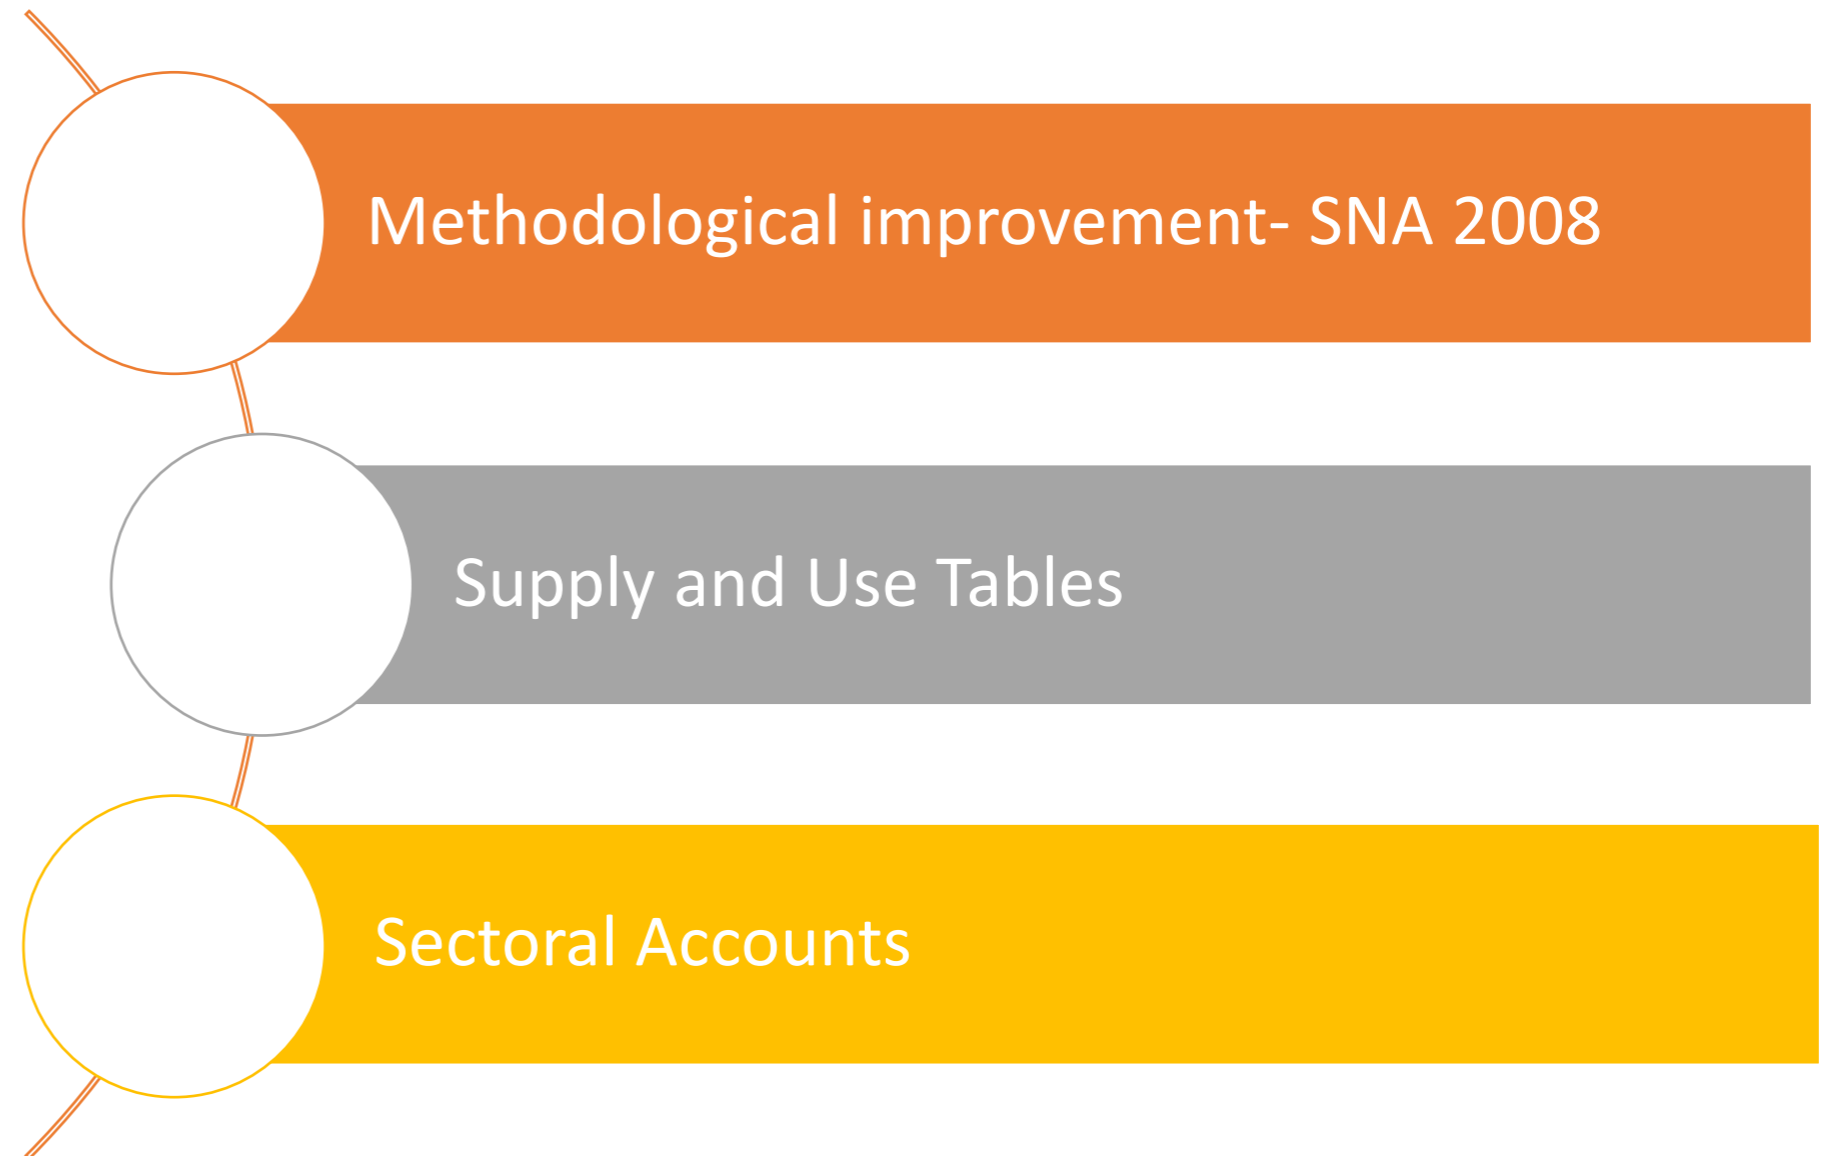 Methodological improvement- SNA 2008
Supply and Use Tables
Sectoral Accounts